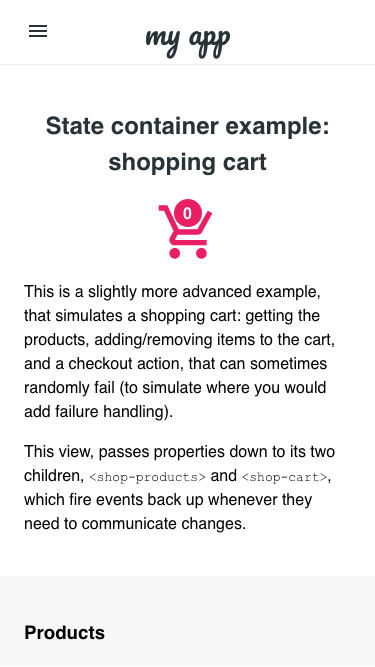 my app
State container example:
shopping cart
0
This is a slightly more advanced example,
that simulates a shopping cart: getting the
products, adding/removing items to the cart,
and a checkout action, that can sometimes
randomly fail (to simulate where you would
add failure handling).
This view, passes properties down to its two
children, <shop-products> and <shop-cart>,
which fire events back up whenever they
need to communicate changes.
Products